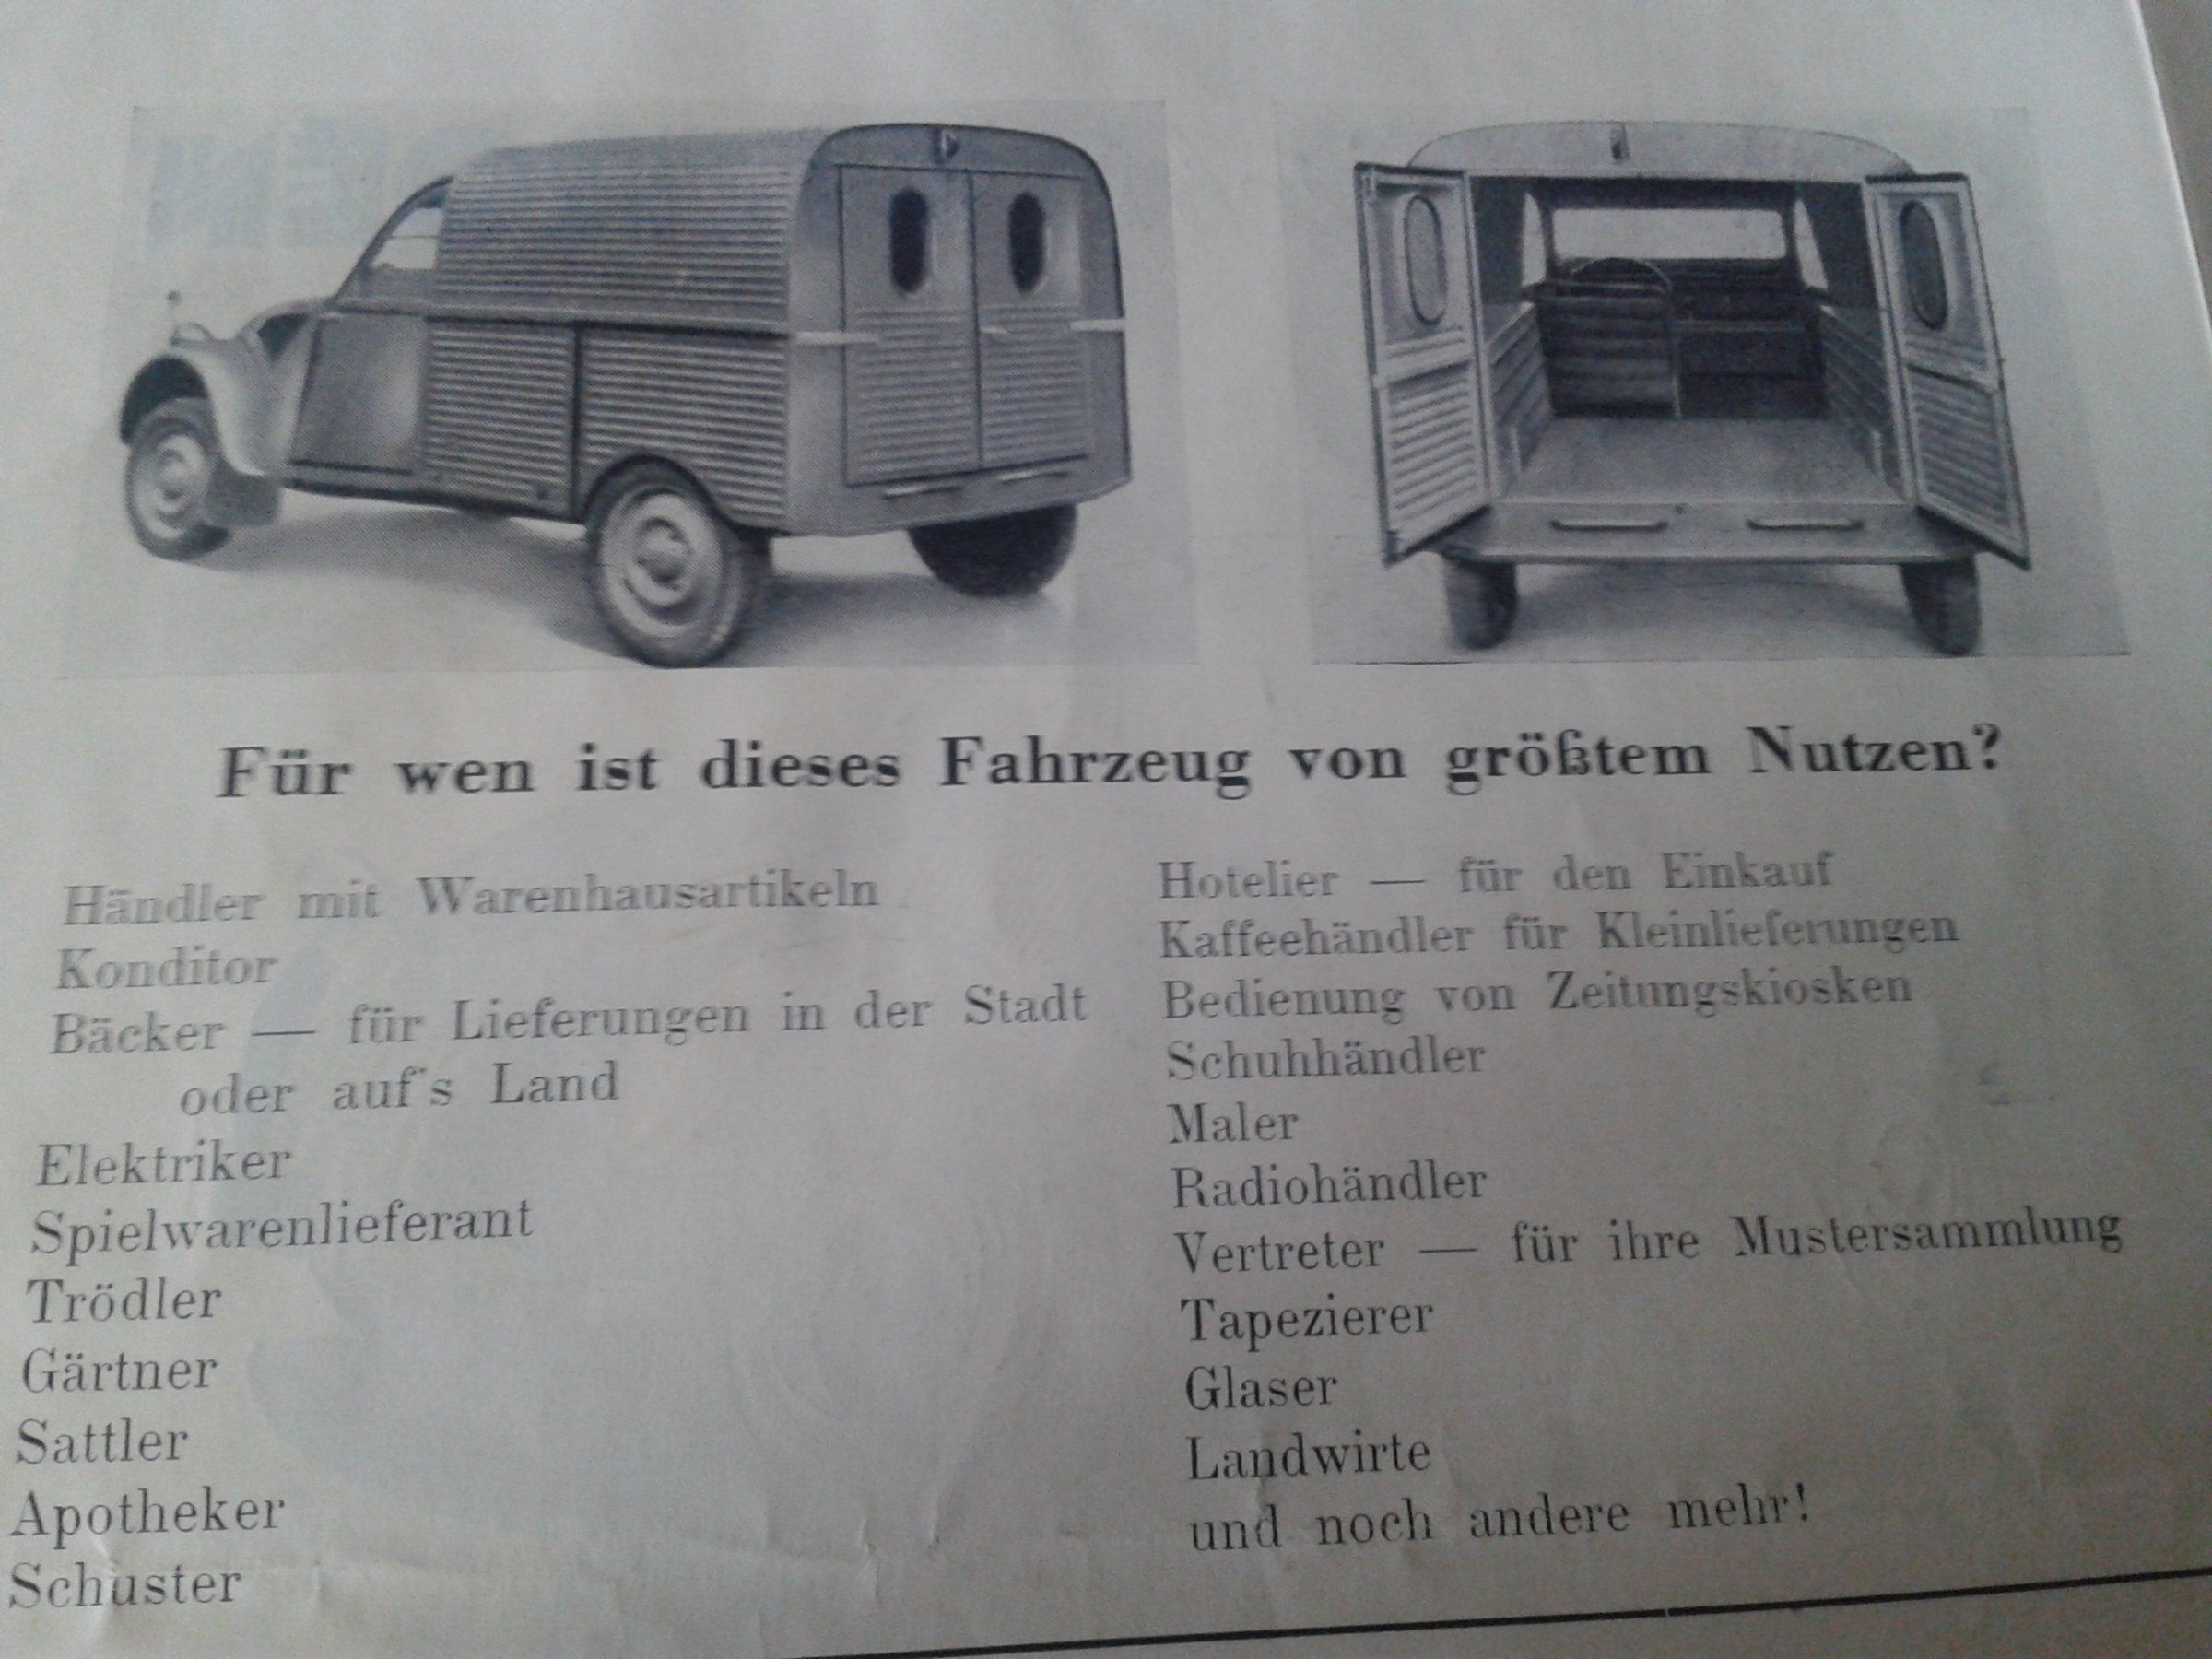 Für wen ist dieses Fahrzeug von größtem Nutzen?
Händler mit Warenhausartikeln
Konditor
Bäcker — für Lieferungen in der Stadt
oder auf's Land
Elektriker
Spielwarenlieferant
Trödler
Gärtner
Sattler
Apotheker
Schuster
Hotelier — für den Einkauf
Kaffeehändler für Kleinlieferungen
Bedienung von Zeitungskiosken
Schuhhändler
Maler
Radiohändler
Vertreter — für ihre Mustersammlung
Tapezierer
Glaser
Landwirte
und noch andere mehr!